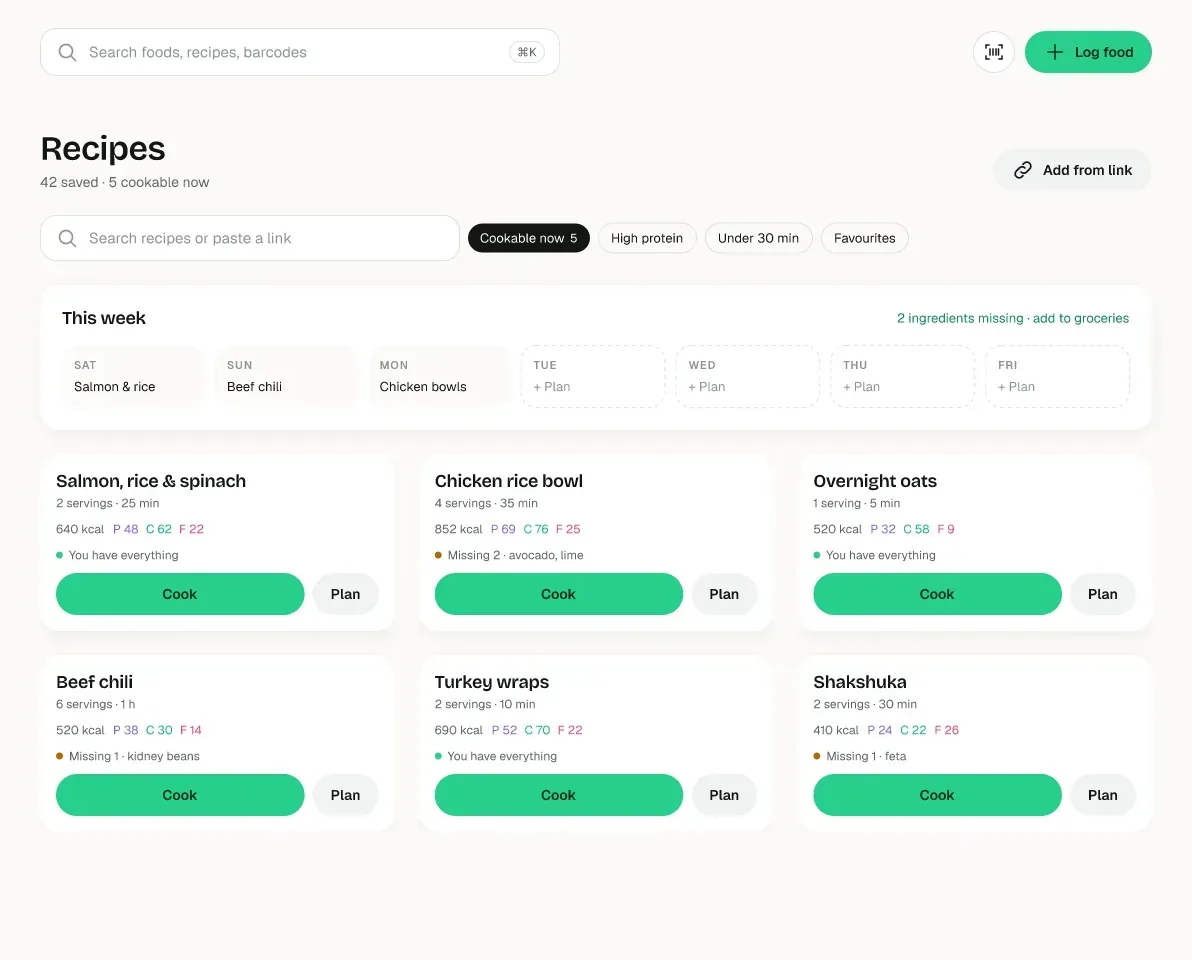 Search foods, recipes, barcodes ⌘K
Log food
Recipes
42 saved · 5 cookable now
Add from link
Search recipes or paste a link
Cookable now 5
High protein
Under 30 min
Favourites
This week
2 ingredients missing · add to groceries
SAT
Salmon & rice
SUN
Beef chili
MON
Chicken bowls
TUE
+ Plan
WED
+ Plan
THU
+ Plan
FRI
+ Plan
Salmon, rice & spinach
2 servings · 25 min
640 kcal P 48 C 62 F 22
You have everything
Cook
Plan
Chicken rice bowl
4 servings · 35 min
852 kcal P 69 C 76 F 25
Missing 2 · avocado, lime
Cook
Plan
Overnight oats
1 serving · 5 min
520 kcal P 32 C 58 F 9
You have everything
Cook
Plan
Beef chili
6 servings · 1 h
520 kcal P 38 C 30 F 14
Missing 1 · kidney beans
Cook
Plan
Turkey wraps
2 servings · 10 min
690 kcal P 52 C 70 F 22
You have everything
Cook
Plan
Shakshuka
2 servings · 30 min
410 kcal P 24 C 22 F 26
Missing 1 · feta
Cook
Plan